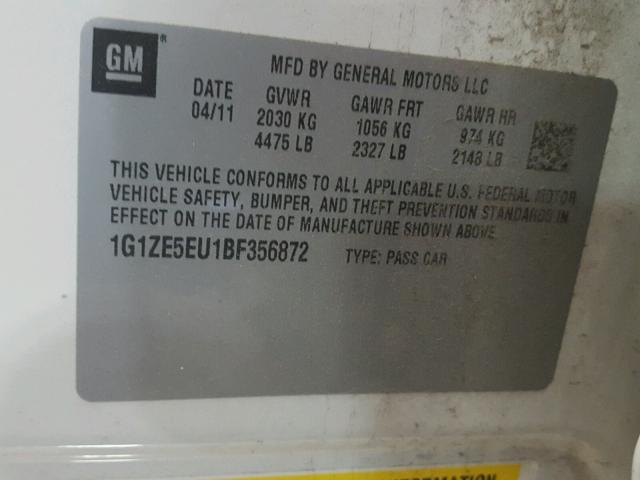 GM®
MFD BY GENERAL MOTORS LLC
DATE GVWR GAWR FRT GAWR RR
04/11 2030 KG 1056 KG 974 KG
4475 LB 2327 LB 2148 LB
THIS VEHICLE CONFORMS TO ALL APPLICABLE U.S. FEDERAL MOTOR
VEHICLE SAFETY, BUMPER, AND THEFT PREVENTION STANDARDS IN
EFFECT ON THE DATE OF MANUFACTURE SHOWN ABOVE
1G1ZE5EU1BF356872 TYPE: PASS CAR
INFORMATION